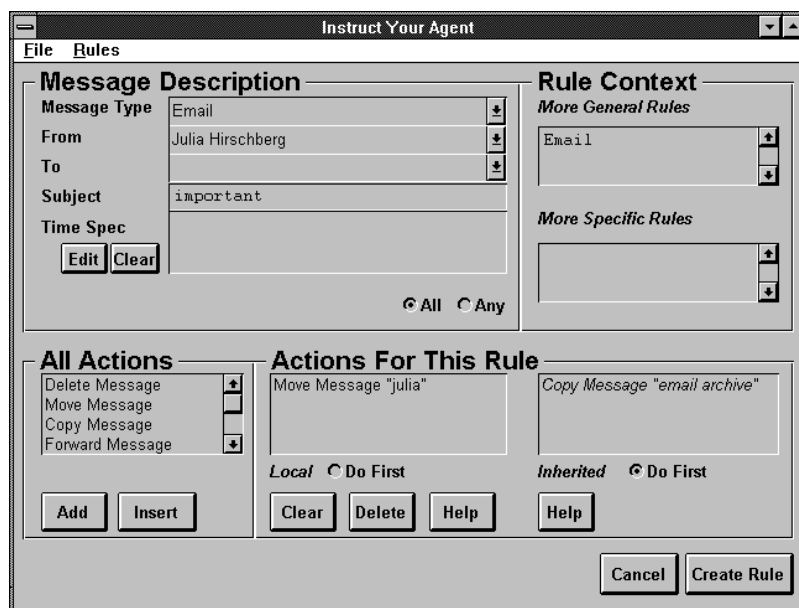 Instruct Your Agent
File Rules
Message Description
Message Type Email
From Julia Hirschberg
To
Subject important
Time Spec
Edit Clear
All Any
Rule Context
More General Rules
Email
More Specific Rules
All Actions
Delete Message
Move Message
Copy Message
Forward Message
Add Insert
Actions For This Rule
Move Message "julia"
Local Do First
Clear Delete Help
Copy Message "email archive"
Inherited Do First
Help
Cancel Create Rule